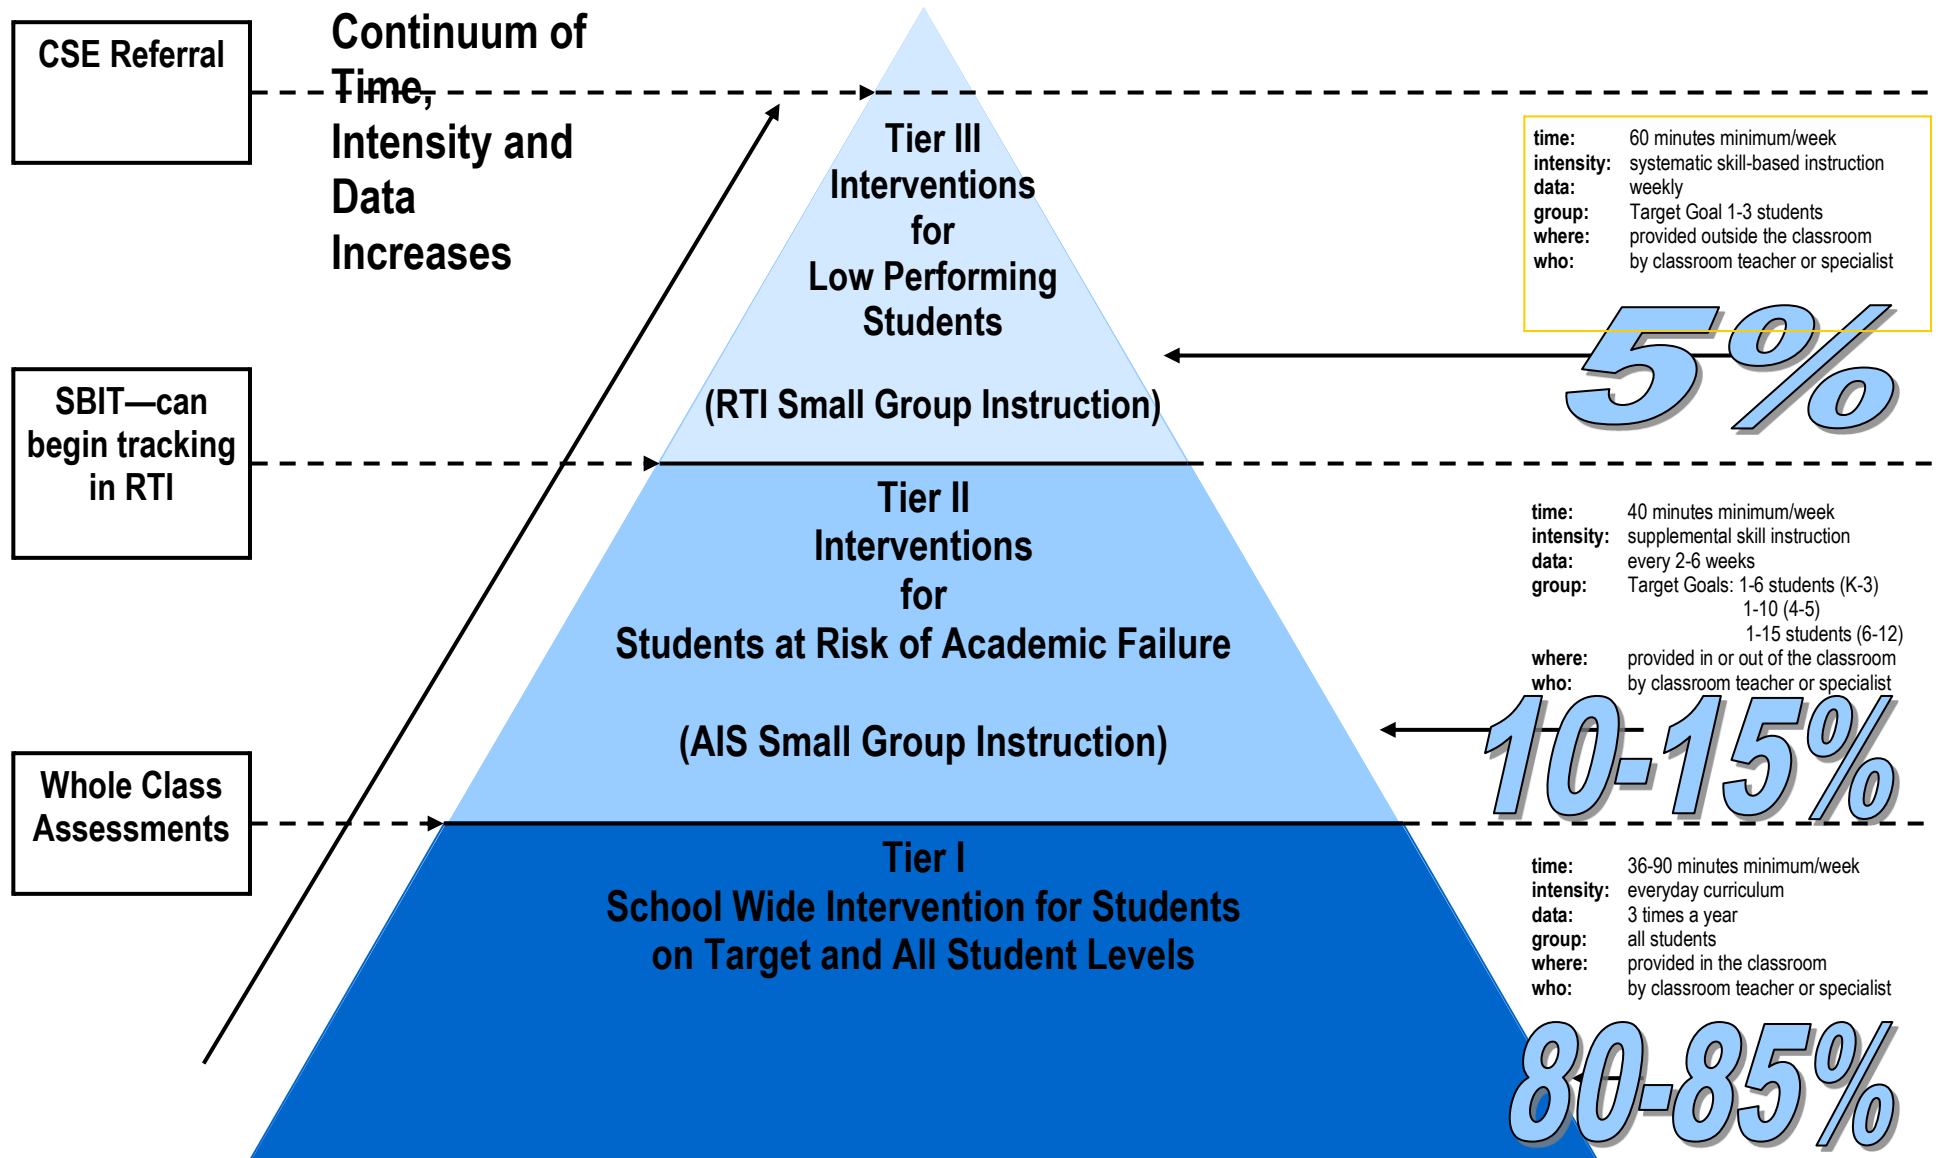 CSE Referral
Continuum of
Time,
Intensity and
Data
Increases
SBIT—can
begin tracking
in RTI
Whole Class
Assessments
Tier III
Interventions
for
Low Performing
Students
(RTI Small Group Instruction)
Tier II
Interventions
for
Students at Risk of Academic Failure
(AIS Small Group Instruction)
Tier I
School Wide Intervention for Students
on Target and All Student Levels
time: 60 minutes minimum/week
intensity: systematic skill-based instruction
data: weekly
group: Target Goal 1-3 students
where: provided outside the classroom
who: by classroom teacher or specialist
5%
time: 40 minutes minimum/week
intensity: supplemental skill instruction
data: every 2-6 weeks
group: Target Goals: 1-6 students (K-3)
1-10 (4-5)
1-15 students (6-12)
where: provided in or out of the classroom
who: by classroom teacher or specialist
10-15%
time: 36-90 minutes minimum/week
intensity: everyday curriculum
data: 3 times a year
group: all students
where: provided in the classroom
who: by classroom teacher or specialist
80-85%